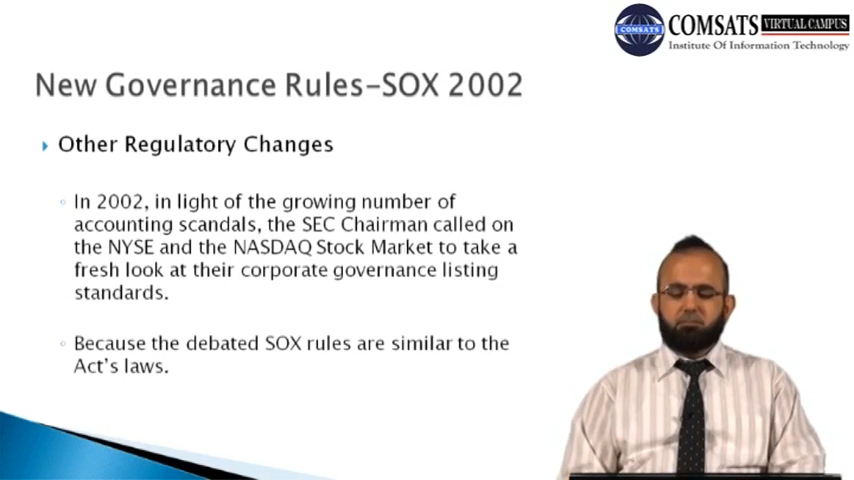 COMSATS VIRTUAL CAMPUS
COMSATS
Institute Of Information Technology
New Governance Rules-SOX 2002
Other Regulatory Changes
In 2002, in light of the growing number of
accounting scandals, the SEC Chairman called on
the NYSE and the NASDAQ Stock Market to take a
fresh look at their corporate governance listing
standards.
Because the debated SOX rules are similar to the
Act's laws.